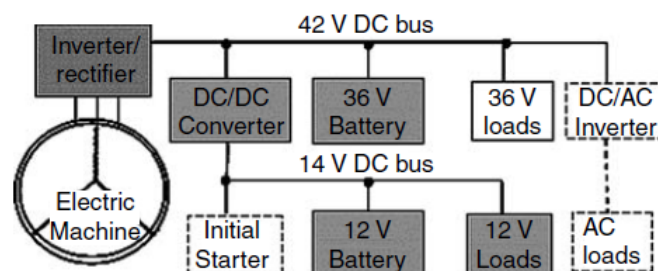 42 V DC bus
Inverter/
rectifier
DC/DC
Converter
36 V
Battery
36 V
loads
DC/AC
Inverter
14 V DC bus
Electric
Machine
Initial
Starter
12 V
Battery
12 V
Loads
AC
loads